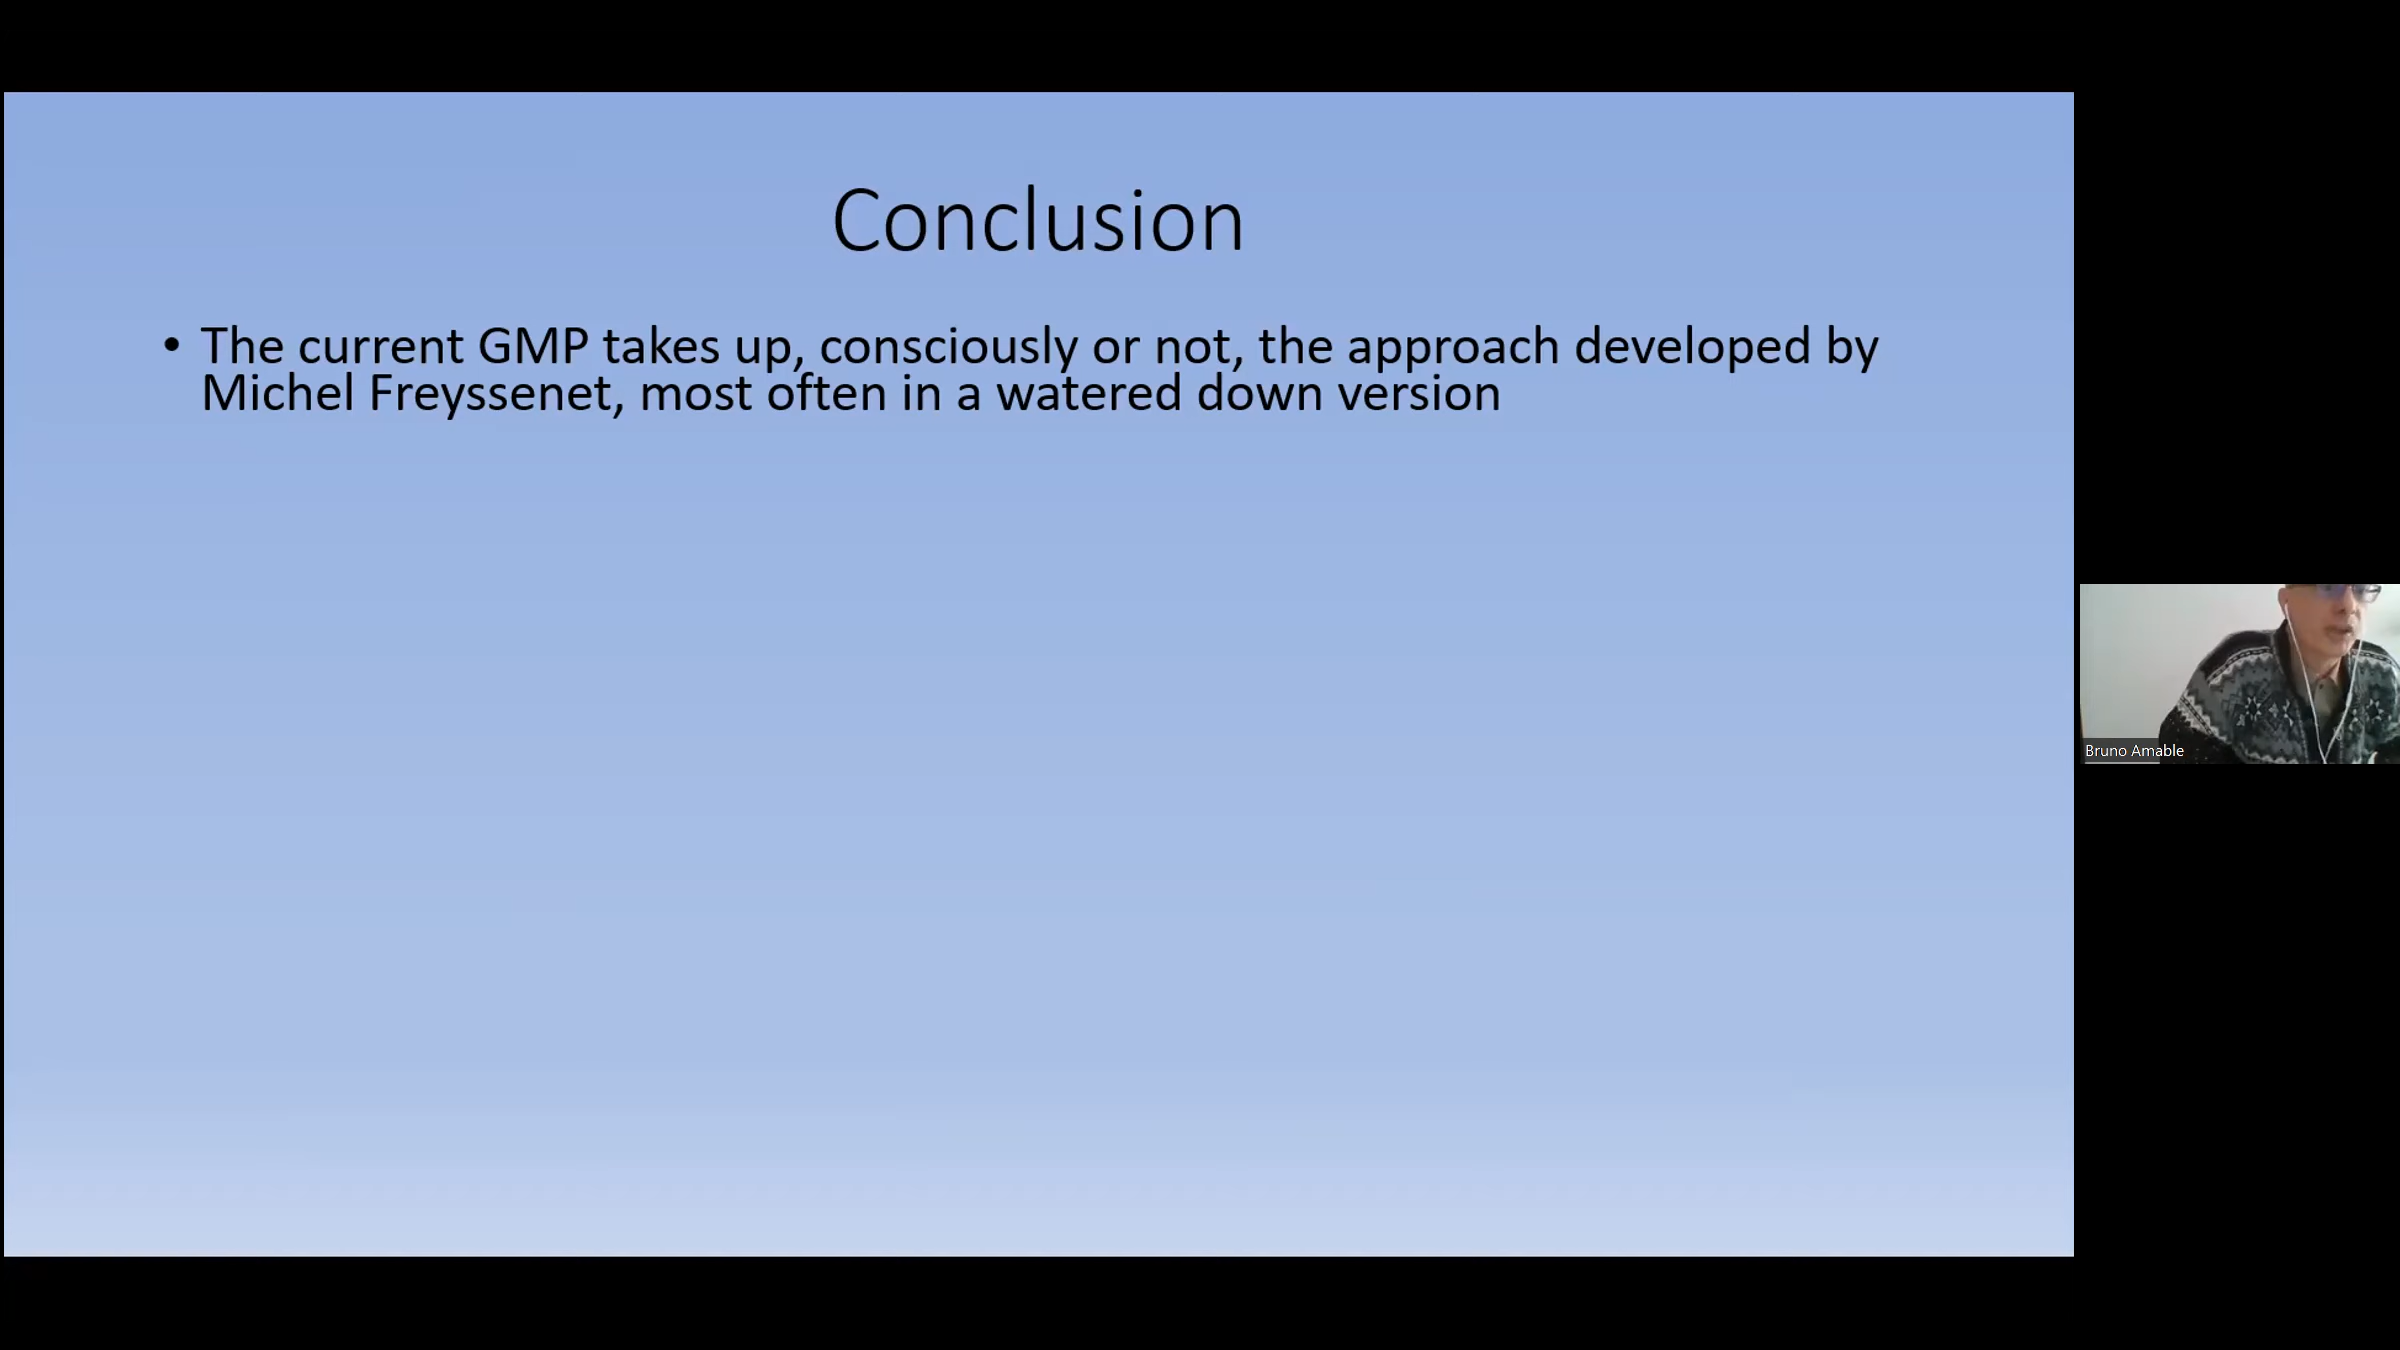 Conclusion
• The current GMP takes up, consciously or not, the approach developed by
Michel Freyssenet, most often in a watered down version
Bruno Amable